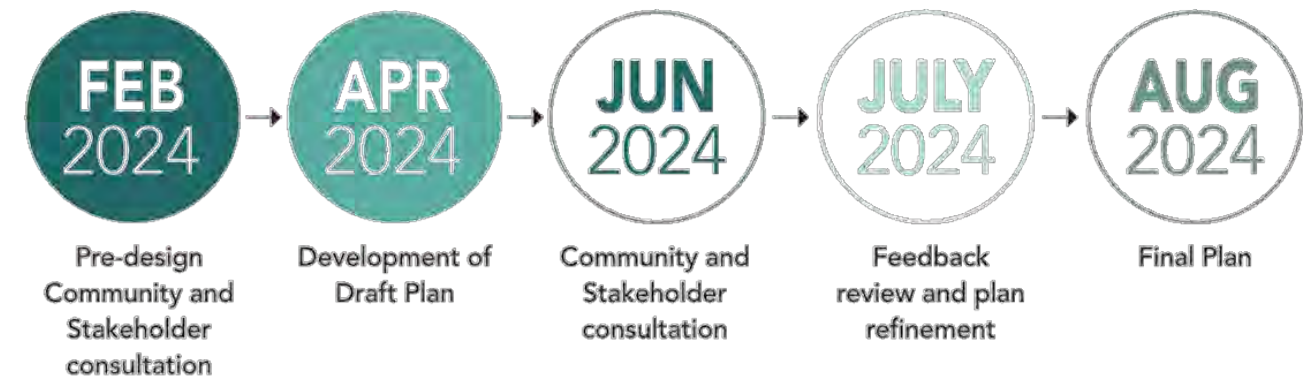 FEB
2024
Pre-design
Community and
Stakeholder
consultation
APR
2024
Development of
Draft Plan
JUN
2024
Community and
Stakeholder
consultation
JULY
2024
Feedback
review and plan
refinement
AUG
2024
Final Plan